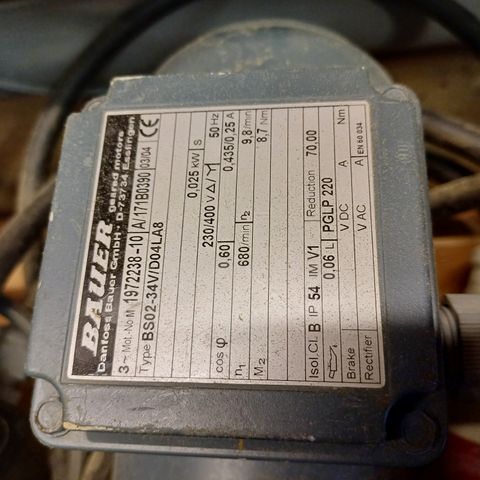 BAUER geared motors
Danfoss Bauer GmbH · D-73734 Esslingen
3~ Mot.-No M 1972238-10 A/171B0390 03/04 CE
Type BS02-34V/D04LA8
0,025 kW S
230/400 V Δ/Y 50 Hz
cos φ 0,60 0,435/0,25 A
n1 680/min n2 9,8/min
M2 8,7 Nm
Isol.Cl. B IP 54 IM V1 Reduction 70,00
0,06 L PGLP 220
Brake V DC A Nm
Rectifier V AC A EN 60 034